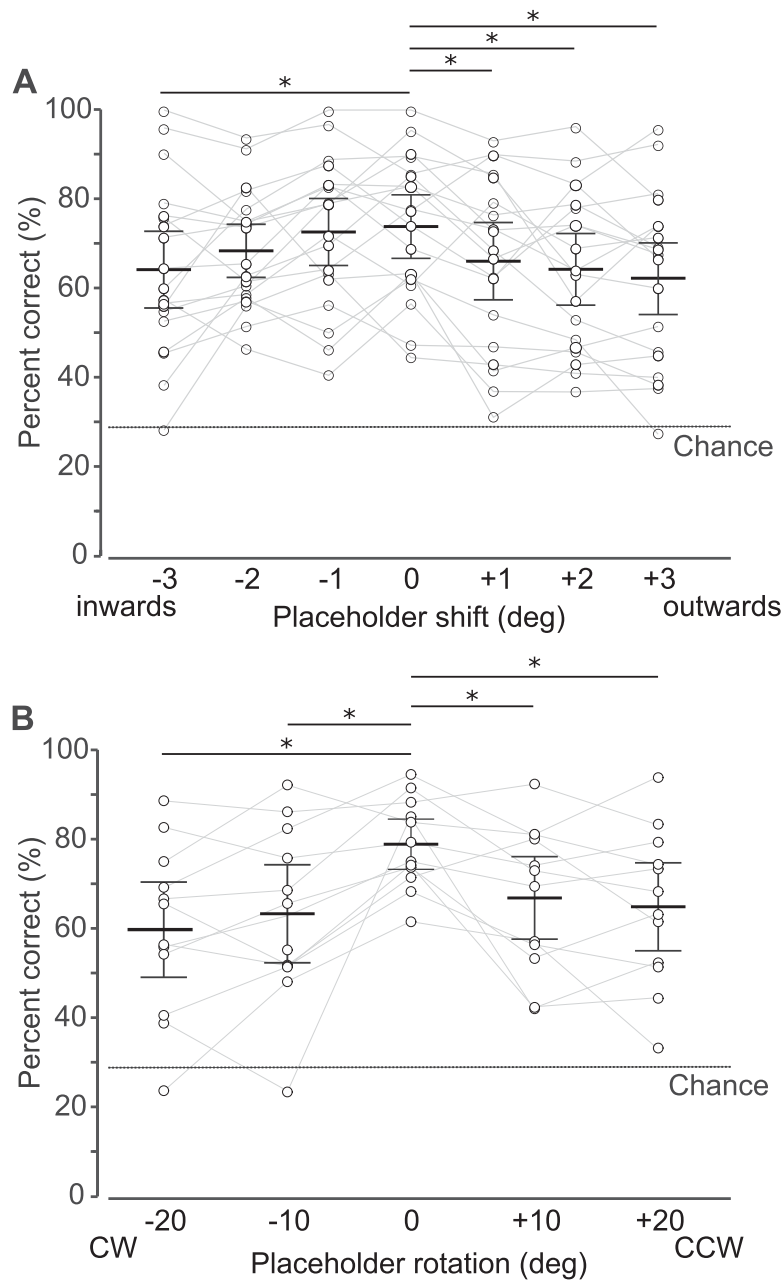 *
*
A
*
*
100
80
60
40
20
0
Percent correct (%)
Chance
-3 -2 -1 0 +1 +2 +3
inwards outwards
Placeholder shift (deg)
*
B
*
*
*
100
80
60
40
20
0
Percent correct (%)
Chance
-20 -10 0 +10 +20
CW CCW
Placeholder rotation (deg)